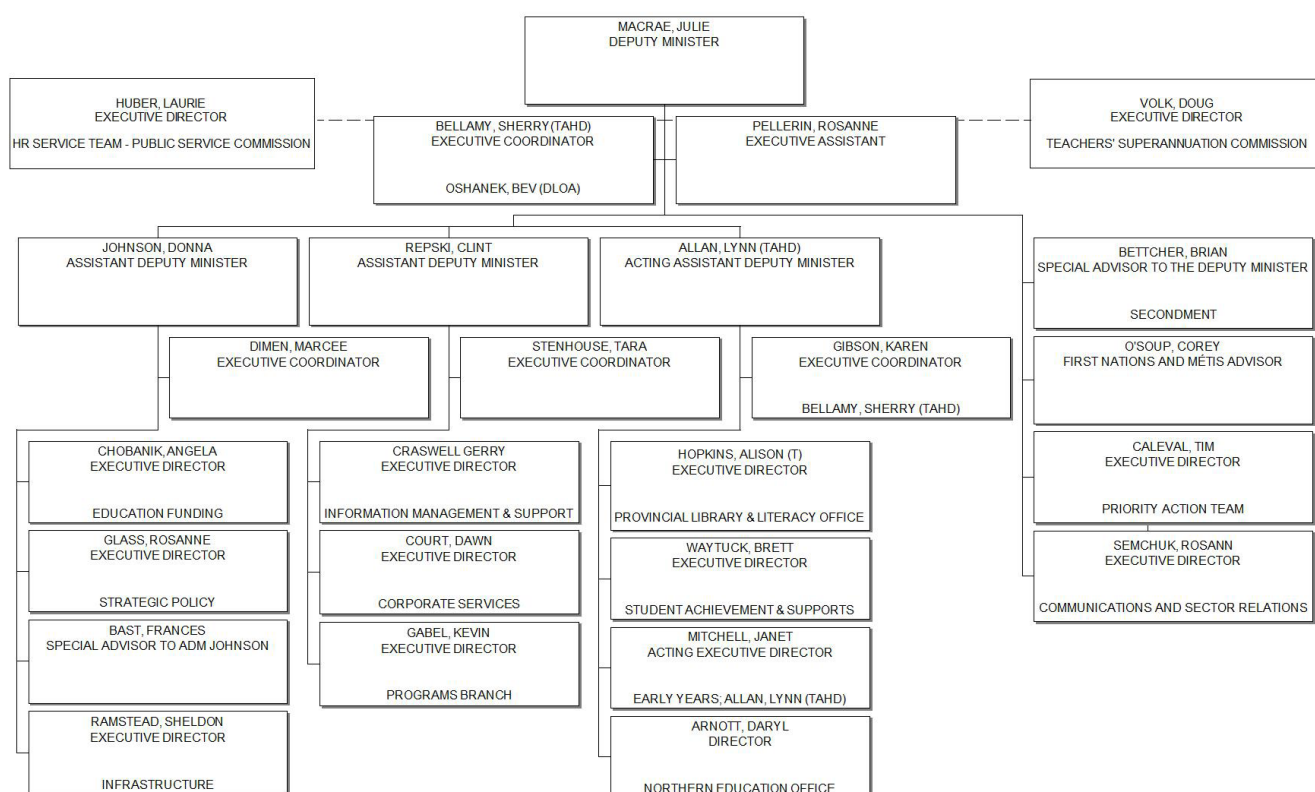 MACRAE, JULIE
DEPUTY MINISTER
HUBER, LAURIE
EXECUTIVE DIRECTOR
HR SERVICE TEAM - PUBLIC SERVICE COMMISSION
BELLAMY, SHERRY (TAHD)
EXECUTIVE COORDINATOR
OSHANEK, BEV (DLOA)
PELLERIN, ROSANNE
EXECUTIVE ASSISTANT
VOLK, DOUG
EXECUTIVE DIRECTOR
TEACHERS' SUPERANNUATION COMMISSION
JOHNSON, DONNA
ASSISTANT DEPUTY MINISTER
REPSKI, CLINT
ASSISTANT DEPUTY MINISTER
ALLAN, LYNN (TAHD)
ACTING ASSISTANT DEPUTY MINISTER
BETTCHER, BRIAN
SPECIAL ADVISOR TO THE DEPUTY MINISTER
SECONDMENT
DIMEN, MARCEE
EXECUTIVE COORDINATOR
STENHOUSE, TARA
EXECUTIVE COORDINATOR
GIBSON, KAREN
EXECUTIVE COORDINATOR
BELLAMY, SHERRY (TAHD)
O'SOUP, COREY
FIRST NATIONS AND MÉTIS ADVISOR
CHOBANIK, ANGELA
EXECUTIVE DIRECTOR
EDUCATION FUNDING
CRASWELL GERRY
EXECUTIVE DIRECTOR
INFORMATION MANAGEMENT & SUPPORT
HOPKINS, ALISON (T)
EXECUTIVE DIRECTOR
PROVINCIAL LIBRARY & LITERACY OFFICE
CALEVAL, TIM
EXECUTIVE DIRECTOR
PRIORITY ACTION TEAM
GLASS, ROSANNE
EXECUTIVE DIRECTOR
STRATEGIC POLICY
COURT, DAWN
EXECUTIVE DIRECTOR
CORPORATE SERVICES
WAYTUCK, BRETT
EXECUTIVE DIRECTOR
STUDENT ACHIEVEMENT & SUPPORTS
SEMCHUK, ROSANN
EXECUTIVE DIRECTOR
COMMUNICATIONS AND SECTOR RELATIONS
BAST, FRANCES
SPECIAL ADVISOR TO ADM JOHNSON
GABEL, KEVIN
EXECUTIVE DIRECTOR
PROGRAMS BRANCH
MITCHELL, JANET
ACTING EXECUTIVE DIRECTOR
EARLY YEARS; ALLAN, LYNN (TAHD)
RAMSTEAD, SHELDON
EXECUTIVE DIRECTOR
INFRASTRUCTURE
ARNOTT, DARYL
DIRECTOR
NORTHERN EDUCATION OFFICE